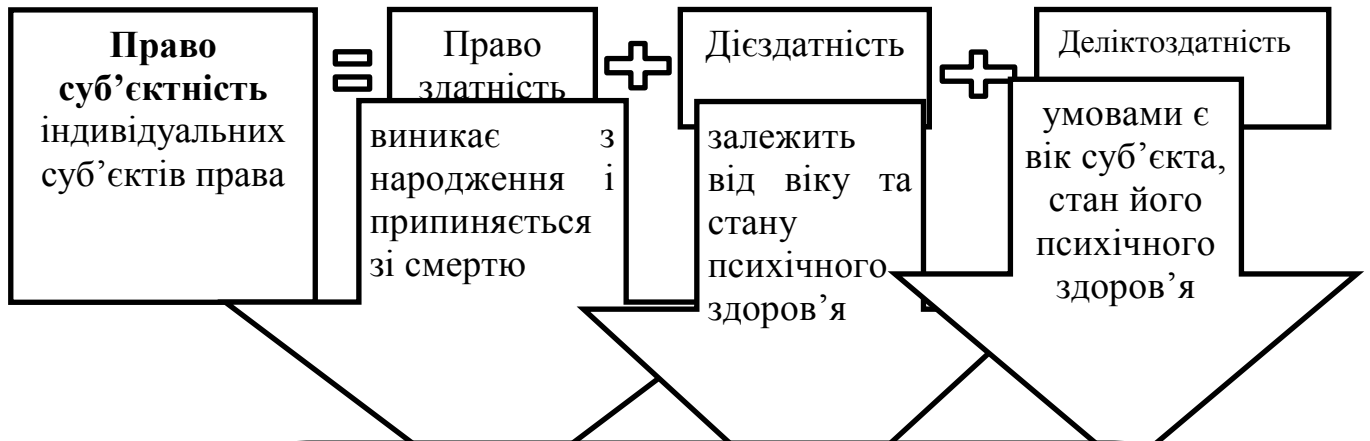 Право
суб’єктність
індивідуальних
суб’єктів права
Право
здатність
виникає з
народження і
припиняється
зі смертю
Дієздатність
залежить
від віку та
стану
психічного
здоров’я
Деліктоздатність
умовами є
вік суб’єкта,
стан його
психічного
здоров’я